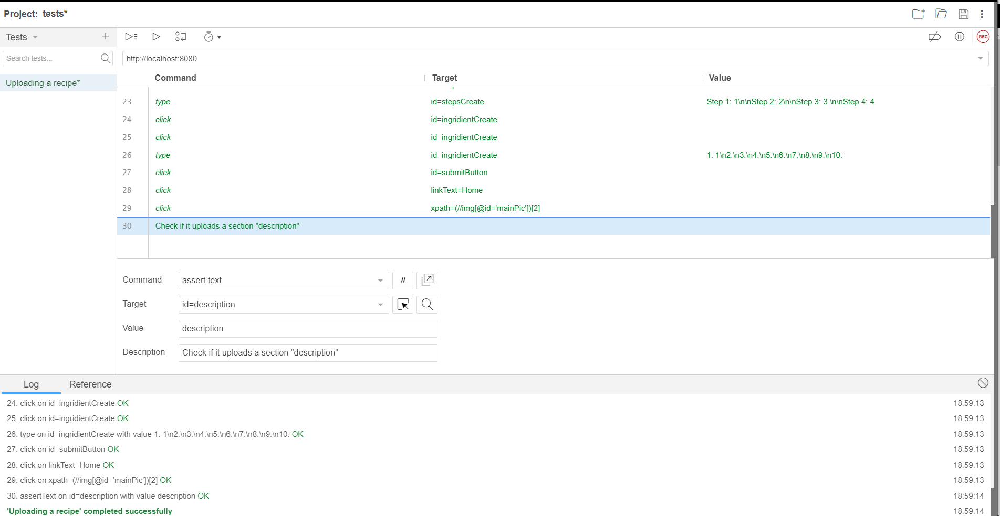 Project: tests*
Tests
Search tests...
Uploading a recipe*
REC
http://localhost:8080
Command Target Value
23 type id=stepsCreate Step 1: 1\n\nStep 2: 2\n\nStep 3: 3 \n\nStep 4: 4
24 click id=ingridientCreate
25 click id=ingridientCreate
26 type id=ingridientCreate 1: 1\n2:\n3:\n4:\n5:\n6:\n7:\n8:\n9:\n10:
27 click id=submitButton
28 click linkText=Home
29 click xpath=(//img[@id='mainPic'])[2]
30 Check if it uploads a section "description"
Command assert text //
Target id=description
Value description
Description Check if it uploads a section "description"
Log Reference
24. click on id=ingridientCreate OK 18:59:13
25. click on id=ingridientCreate OK 18:59:13
26. type on id=ingridientCreate with value 1: 1\n2:\n3:\n4:\n5:\n6:\n7:\n8:\n9:\n10: OK 18:59:13
27. click on id=submitButton OK 18:59:13
28. click on linkText=Home OK 18:59:13
29. click on xpath=(//img[@id='mainPic'])[2] OK 18:59:13
30. assertText on id=description with value description OK 18:59:14
'Uploading a recipe' completed successfully 18:59:14